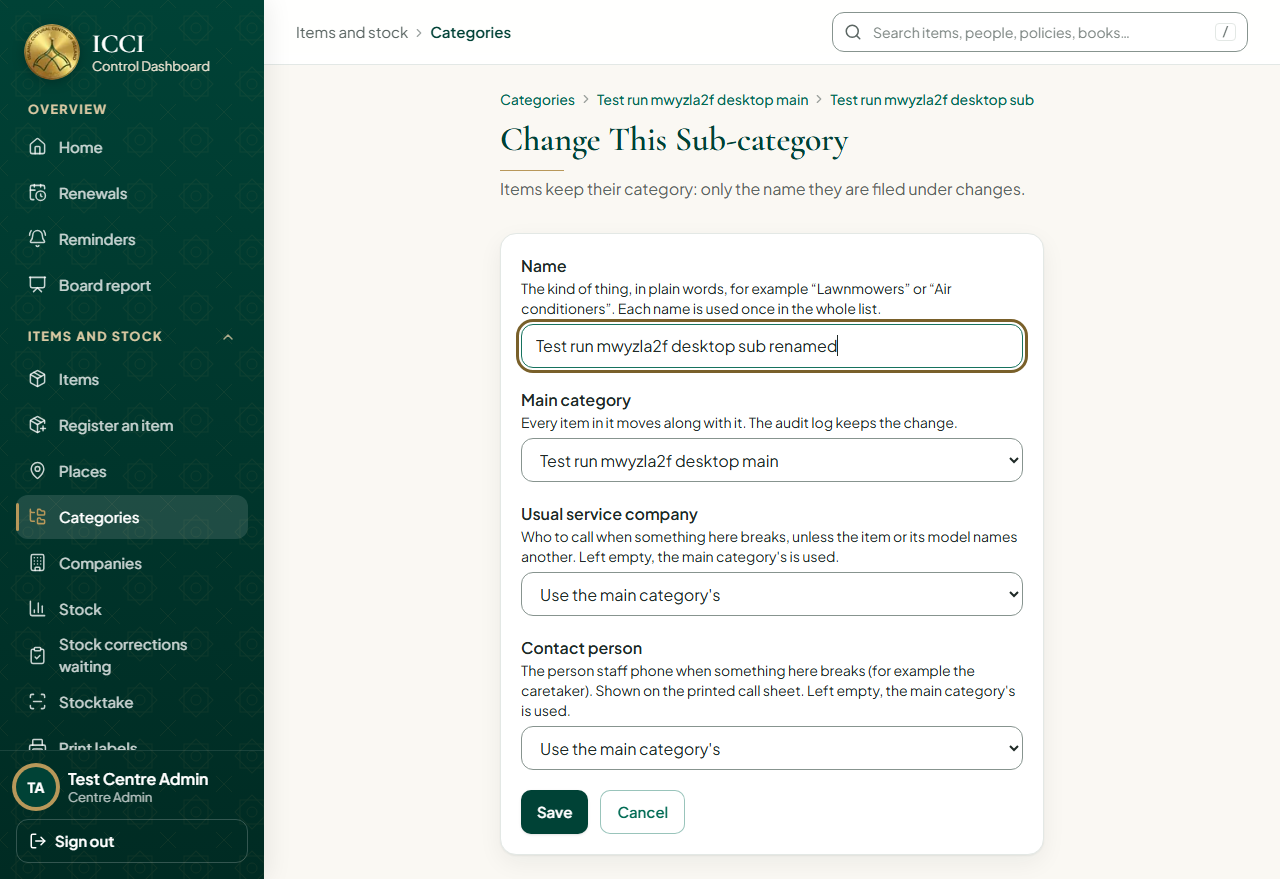 ICCI
Control Dashboard
OVERVIEW
Home
Renewals
Reminders
Board report
ITEMS AND STOCK
Items
Register an item
Places
Categories
Companies
Stock
Stock corrections
waiting
Stocktake
Print labels
TA
Test Centre Admin
Centre Admin
Sign out
Items and stock > Categories
Search items, people, policies, books…
/
Categories > Test run mwyzla2f desktop main > Test run mwyzla2f desktop sub
Change This Sub-category
Items keep their category: only the name they are filed under changes.
Name
The kind of thing, in plain words, for example “Lawnmowers” or “Air
conditioners”. Each name is used once in the whole list.
Test run mwyzla2f desktop sub renamed
Main category
Every item in it moves along with it. The audit log keeps the change.
Test run mwyzla2f desktop main
Usual service company
Who to call when something here breaks, unless the item or its model names
another. Left empty, the main category's is used.
Use the main category's
Contact person
The person staff phone when something here breaks (for example the
caretaker). Shown on the printed call sheet. Left empty, the main category's
is used.
Use the main category's
Save
Cancel